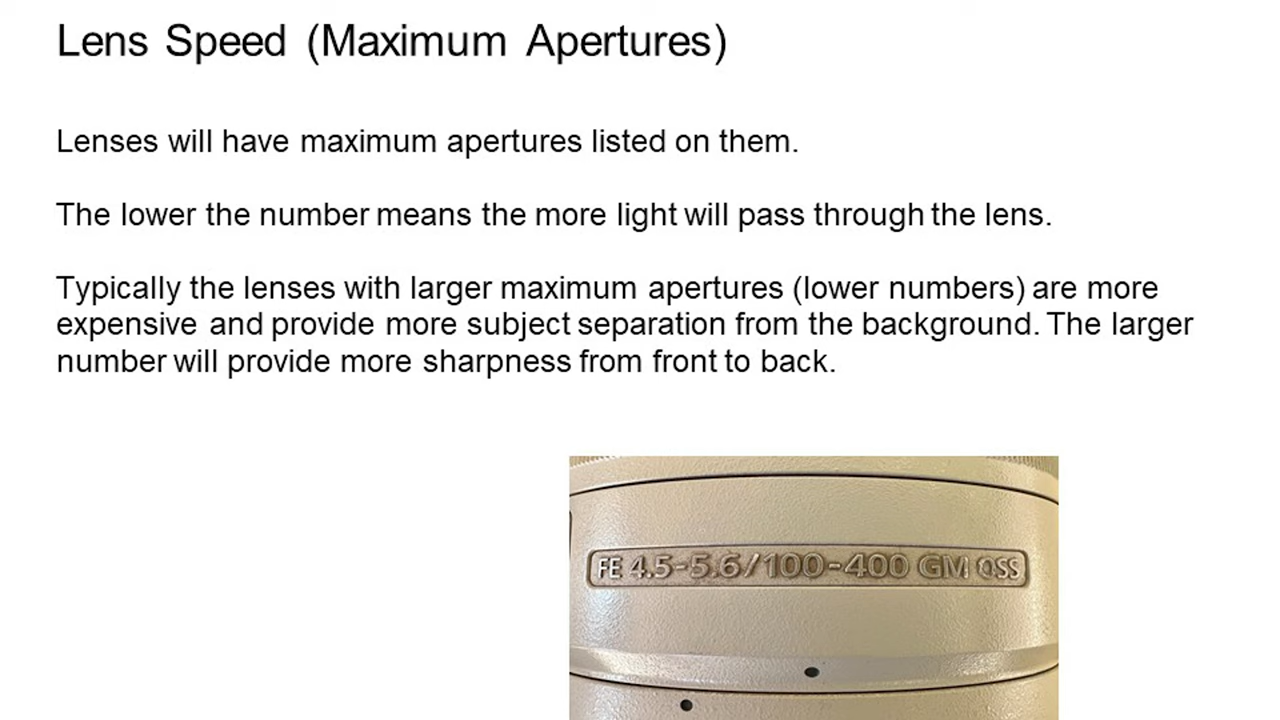 Lens Speed (Maximum Apertures)
Lenses will have maximum apertures listed on them.
The lower the number means the more light will pass through the lens.
Typically the lenses with larger maximum apertures (lower numbers) are more
expensive and provide more subject separation from the background. The larger
number will provide more sharpness from front to back.
FE 4.5-5.6/100-400 GM OSS